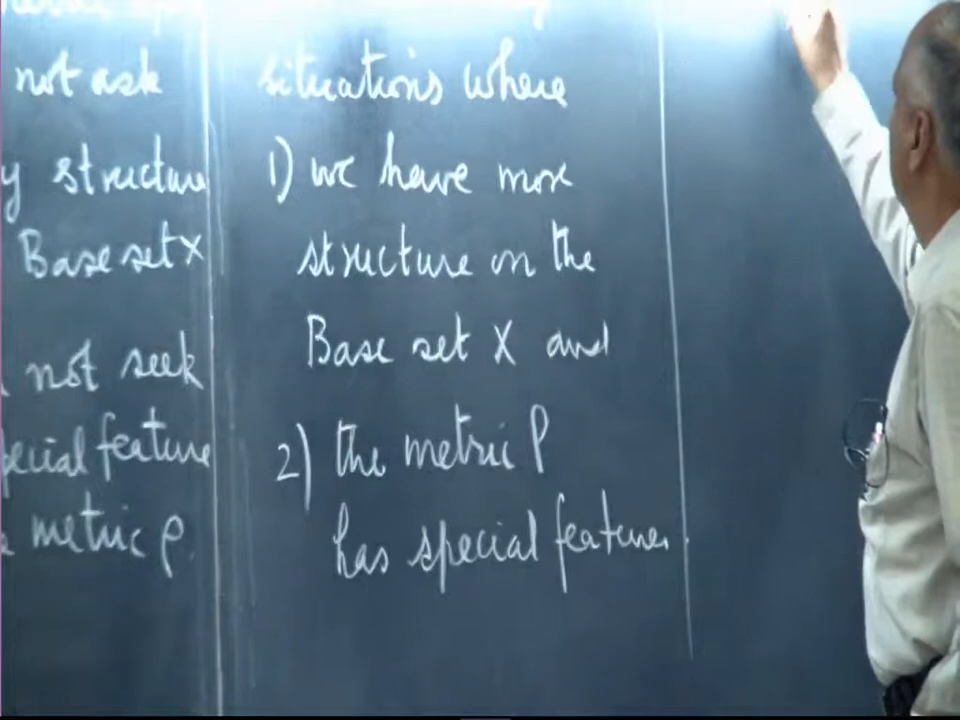 not ask
structure
Base set X
not seek
feature
metric ρ
situations where
1) we have more
structure on the
Base set X and
2) the metric ρ
has special features